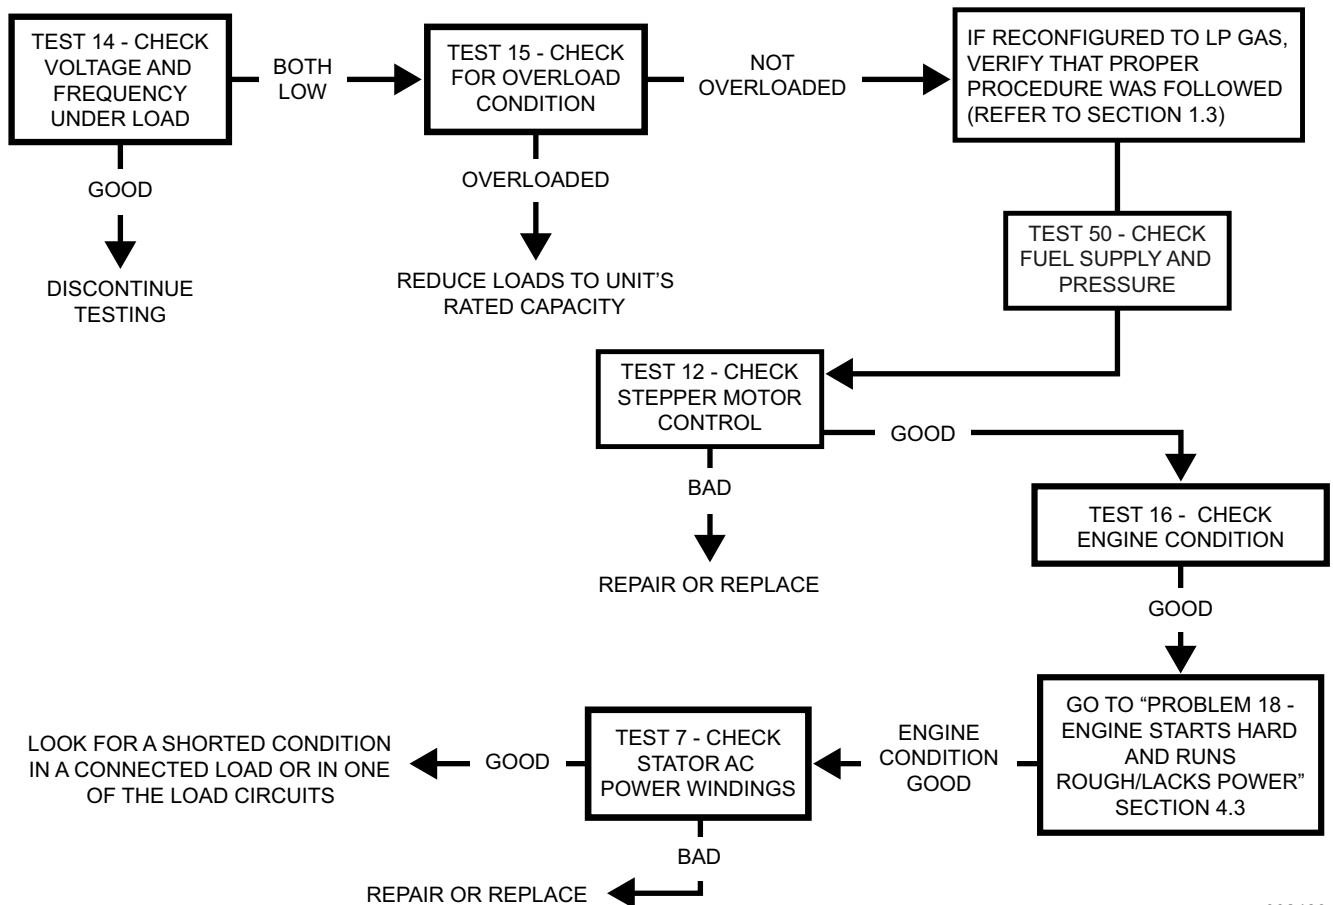 TEST 14 - CHECK
VOLTAGE AND
FREQUENCY
UNDER LOAD
BOTH
LOW
TEST 15 - CHECK
FOR OVERLOAD
CONDITION
NOT
OVERLOADED
IF RECONFIGURED TO LP GAS,
VERIFY THAT PROPER
PROCEDURE WAS FOLLOWED
(REFER TO SECTION 1.3)
GOOD
DISCONTINUE
TESTING
OVERLOADED
REDUCE LOADS TO UNIT’S
RATED CAPACITY
TEST 50 - CHECK
FUEL SUPPLY AND
PRESSURE
TEST 12 - CHECK
STEPPER MOTOR
CONTROL
GOOD
BAD
REPAIR OR REPLACE
TEST 16 -  CHECK
ENGINE CONDITION
GOOD
GO TO “PROBLEM 18 -
ENGINE STARTS HARD
AND RUNS
ROUGH/LACKS POWER”
SECTION 4.3
ENGINE
CONDITION
GOOD
TEST 7 - CHECK
STATOR AC
POWER WINDINGS
GOOD
LOOK FOR A SHORTED CONDITION
IN A CONNECTED LOAD OR IN ONE
OF THE LOAD CIRCUITS
BAD
REPAIR OR REPLACE